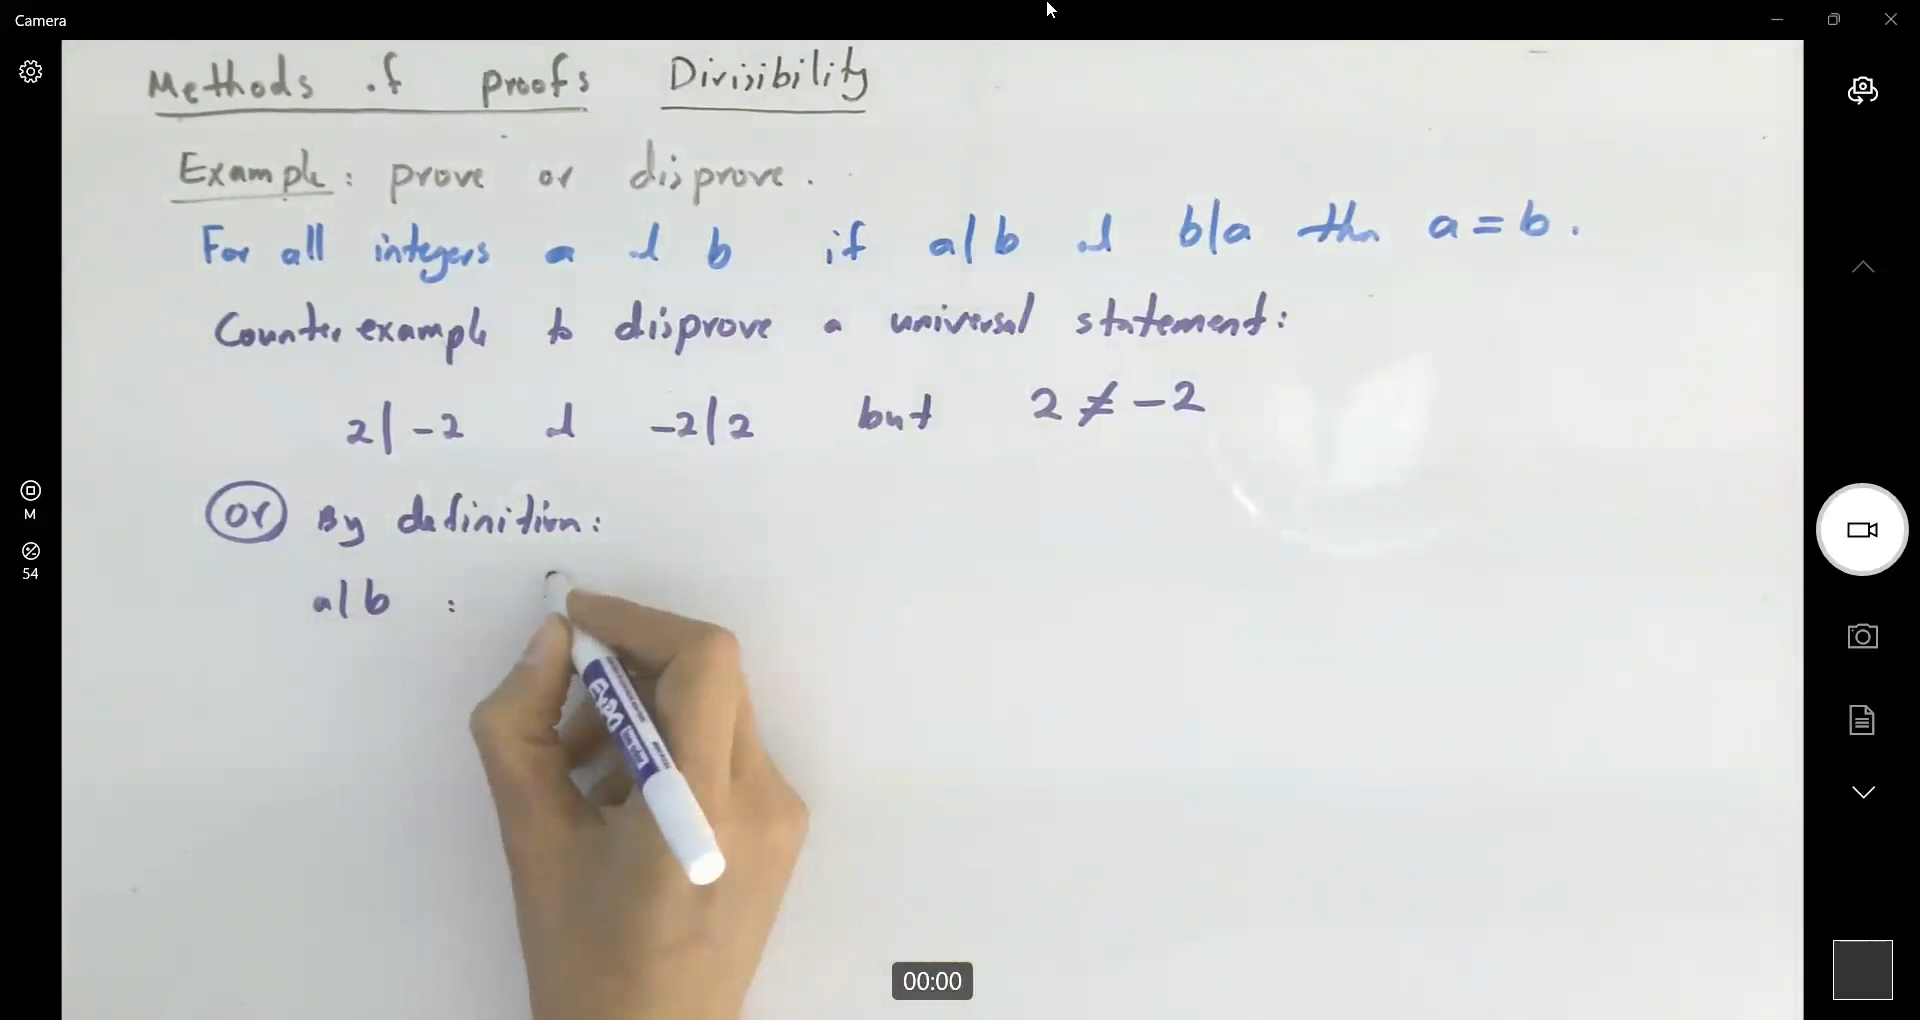 Camera
Methods of proofs Divisibility
Example: prove or disprove.
For all integers a d b if a|b d b|a then a = b.
Counter example to disprove a universal statement:
2|-2 d -2|2 but 2 ≠ -2
or By definition:
a|b :
M
54
EXPO
00:00